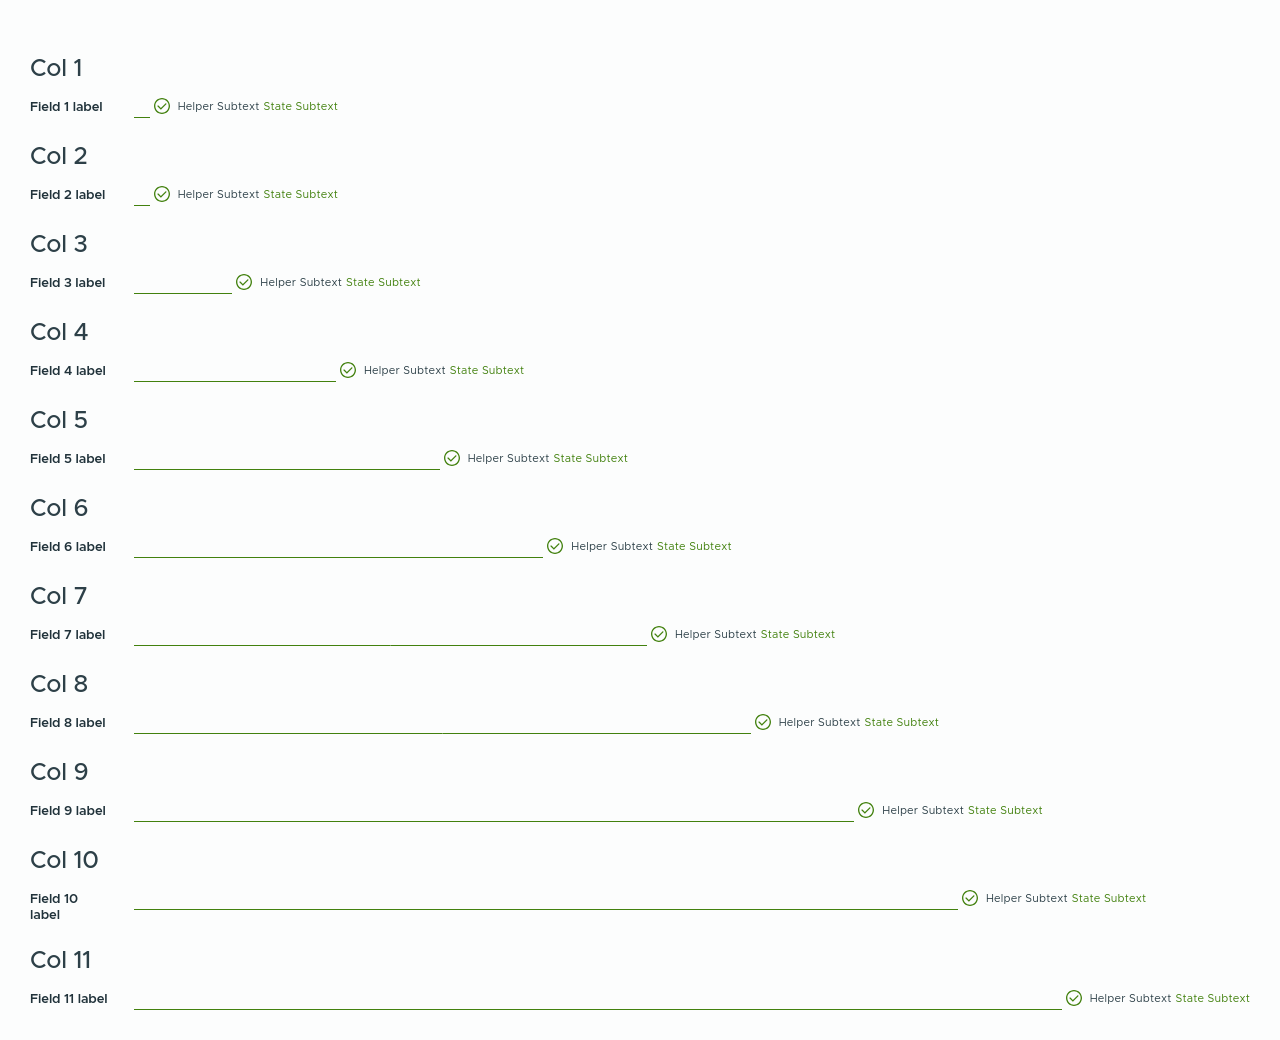 Col 1
Field 1 label Helper Subtext State Subtext
Col 2
Field 2 label Helper Subtext State Subtext
Col 3
Field 3 label Helper Subtext State Subtext
Col 4
Field 4 label Helper Subtext State Subtext
Col 5
Field 5 label Helper Subtext State Subtext
Col 6
Field 6 label Helper Subtext State Subtext
Col 7
Field 7 label Helper Subtext State Subtext
Col 8
Field 8 label Helper Subtext State Subtext
Col 9
Field 9 label Helper Subtext State Subtext
Col 10
Field 10 Helper Subtext State Subtext
label
Col 11
Field 11 label Helper Subtext State Subtext